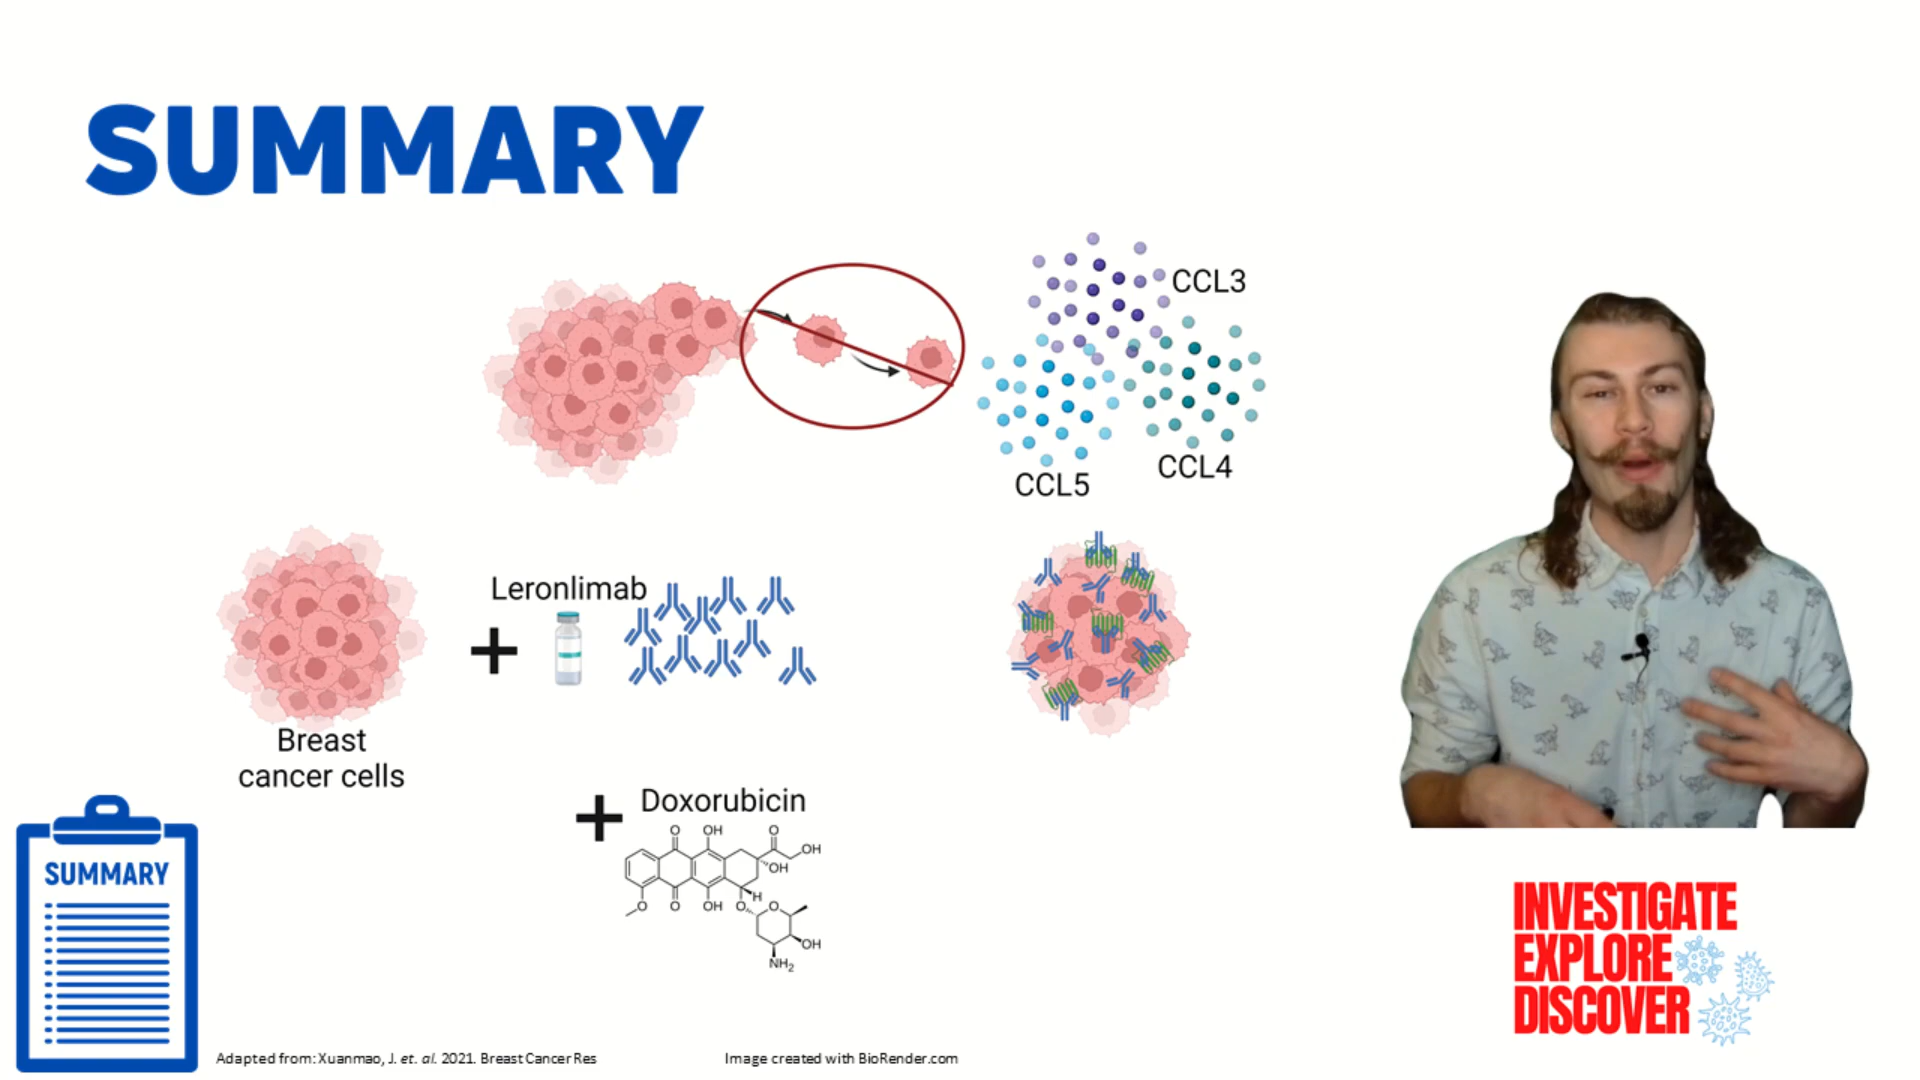 SUMMARY
CCL3
CCL4
CCL5
Leronlimab
+
Breast
cancer cells
+
Doxorubicin
O
OH
O
OH
OH
H
O
O
OH
O
O
OH
NH2
SUMMARY
INVESTIGATE
EXPLORE
DISCOVER
Adapted from: Xuanmao, J. et. al. 2021. Breast Cancer Res
Image created with BioRender.com